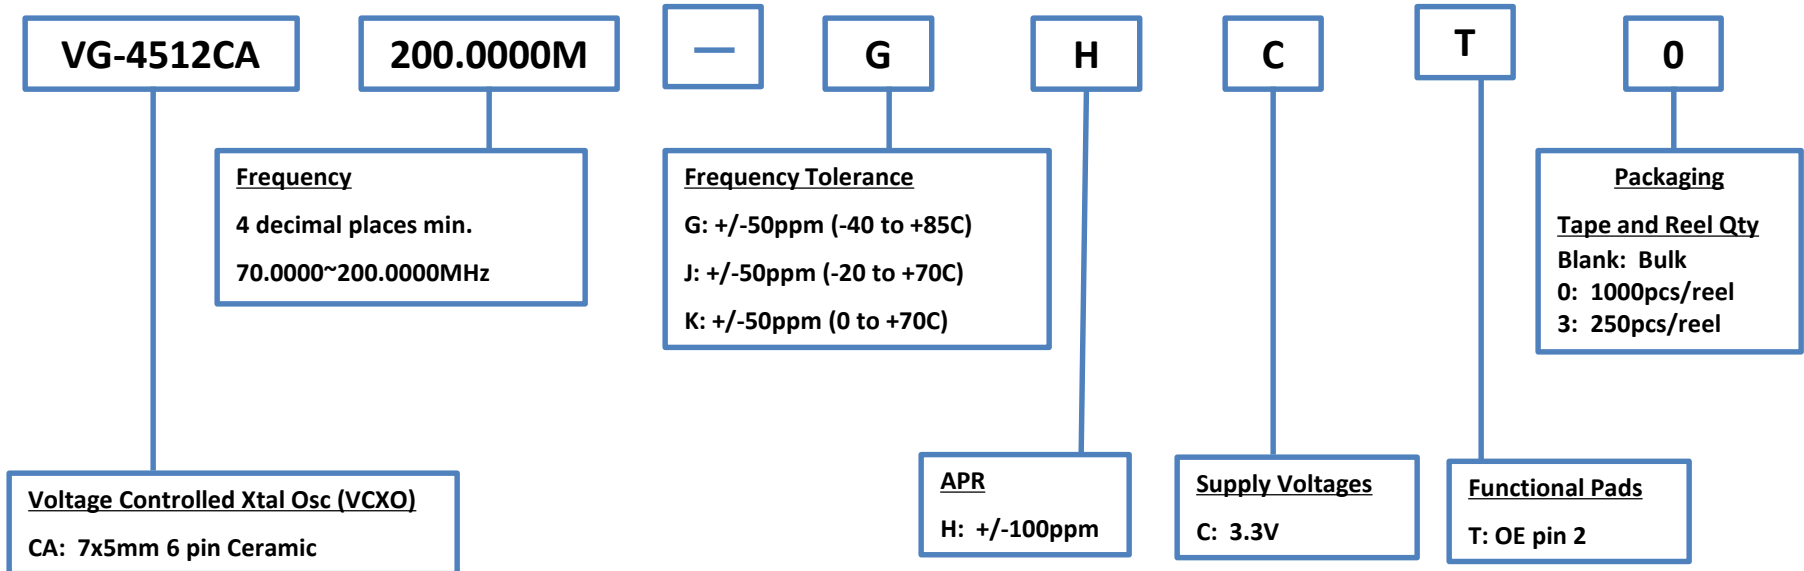 VG-4512CA 200.0000M — G H C T 0
Frequency
4 decimal places min.
70.0000~200.0000MHz
Frequency Tolerance
G: +/-50ppm (-40 to +85C)
J: +/-50ppm (-20 to +70C)
K: +/-50ppm (0 to +70C)
Packaging
Tape and Reel Qty
Blank: Bulk
0: 1000pcs/reel
3: 250pcs/reel
Voltage Controlled Xtal Osc (VCXO)
CA: 7x5mm 6 pin Ceramic
APR
H: +/-100ppm
Supply Voltages
C: 3.3V
Functional Pads
T: OE pin 2